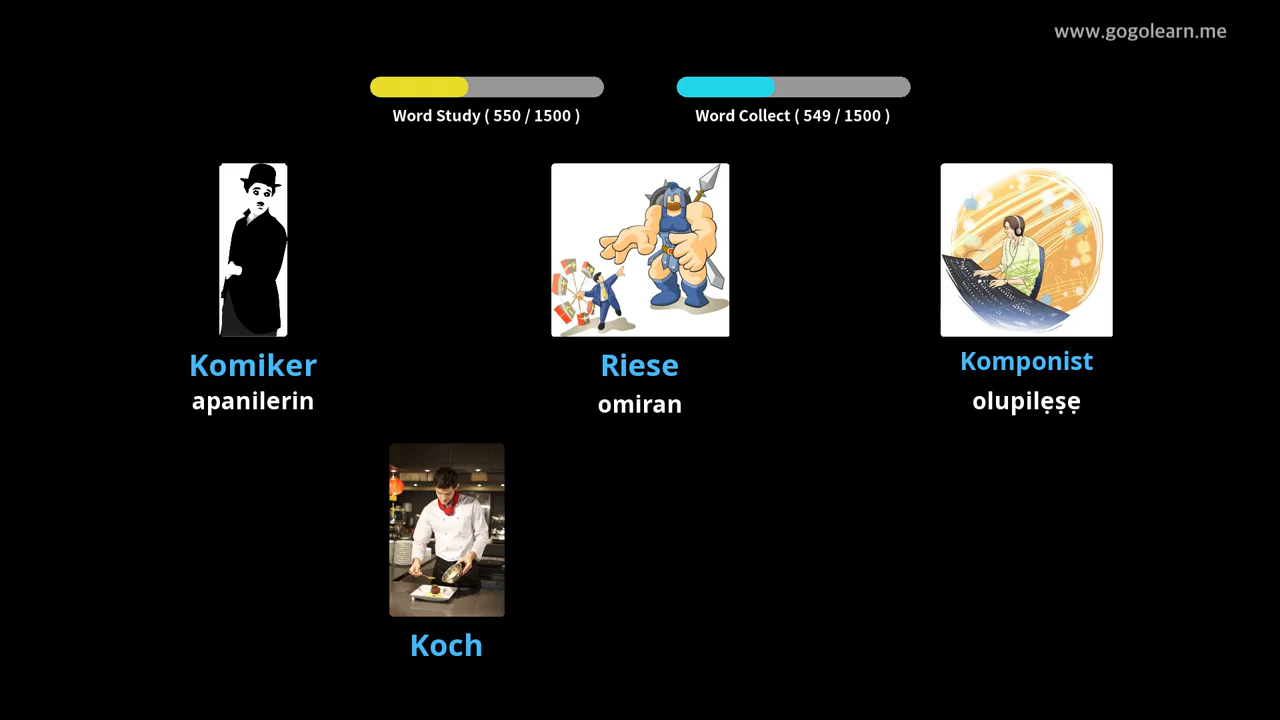 www.gogolearn.me
Word Study ( 550 / 1500 )
Word Collect ( 549 / 1500 )
Komiker
Riese
Komponist
apanilerin
omiran
olupilẹṣẹ
Koch